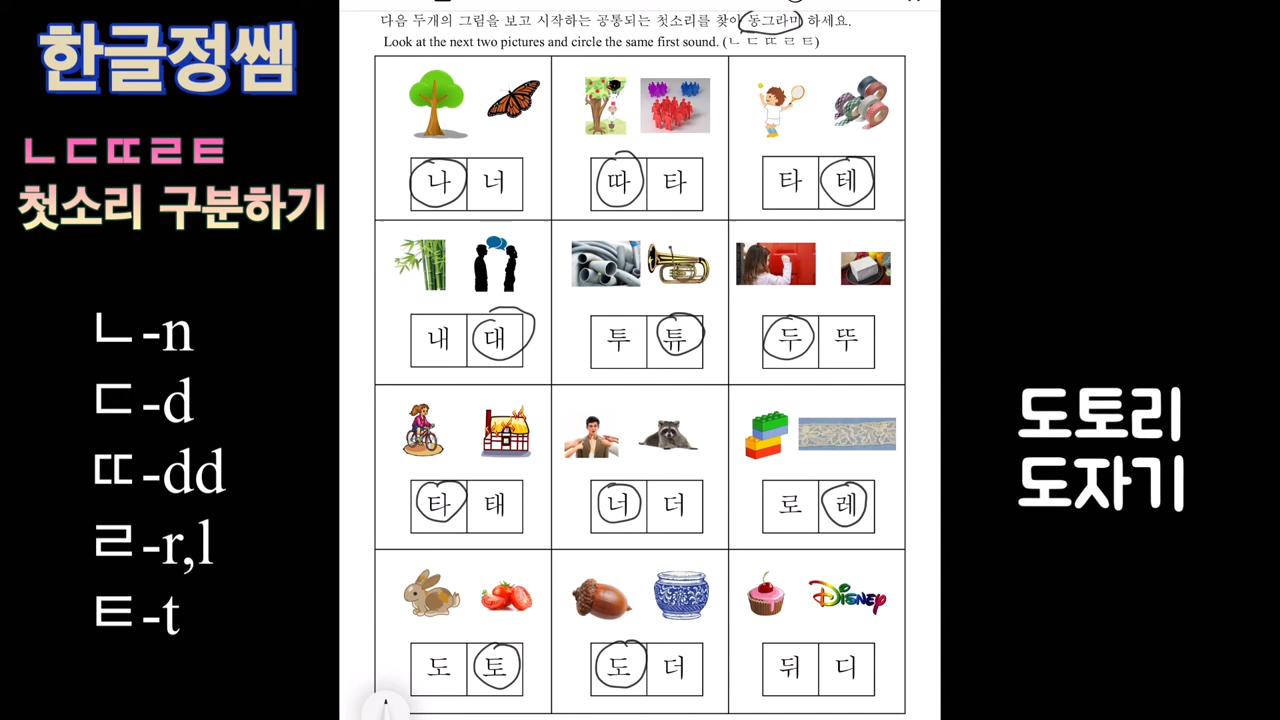 한글정쌤
ㄴㄷㄸㄹㅌ
첫소리 구분하기
ㄴ-n
ㄷ-d
ㄸ-dd
ㄹ-r,l
ㅌ-t
다음 두개의 그림을 보고 시작하는 공통되는 첫소리를 찾아 동그라미 하세요.
Look at the next two pictures and circle the same first sound. (ㄴ ㄷ ㄸ ㄹ ㅌ)
나 너
따 타
타 테
내 대
투 튜
두 뚜
타 태
너 더
로 레
도 토
도 더
DISNEY
뒤 디
도토리
도자기